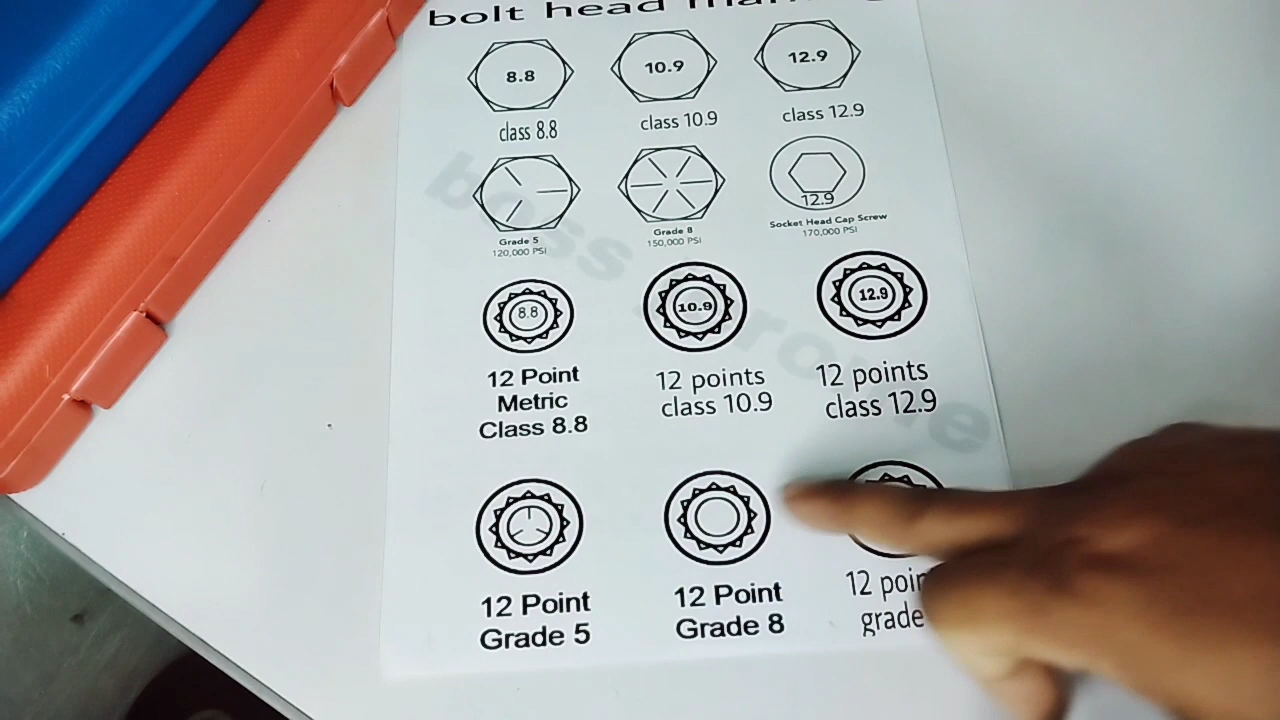 bolt head
8.8
10.9
12.9
class 8.8
class 10.9
class 12.9
12.9
Grade 5
120,000 PSI
Grade 8
150,000 PSI
Socket Head Cap Screw
170,000 PSI
8.8
10.9
12.9
12 Point
Metric
Class 8.8
12 points
class 10.9
12 points
class 12.9
12 Point
Grade 5
12 Point
Grade 8
12
grade
boss